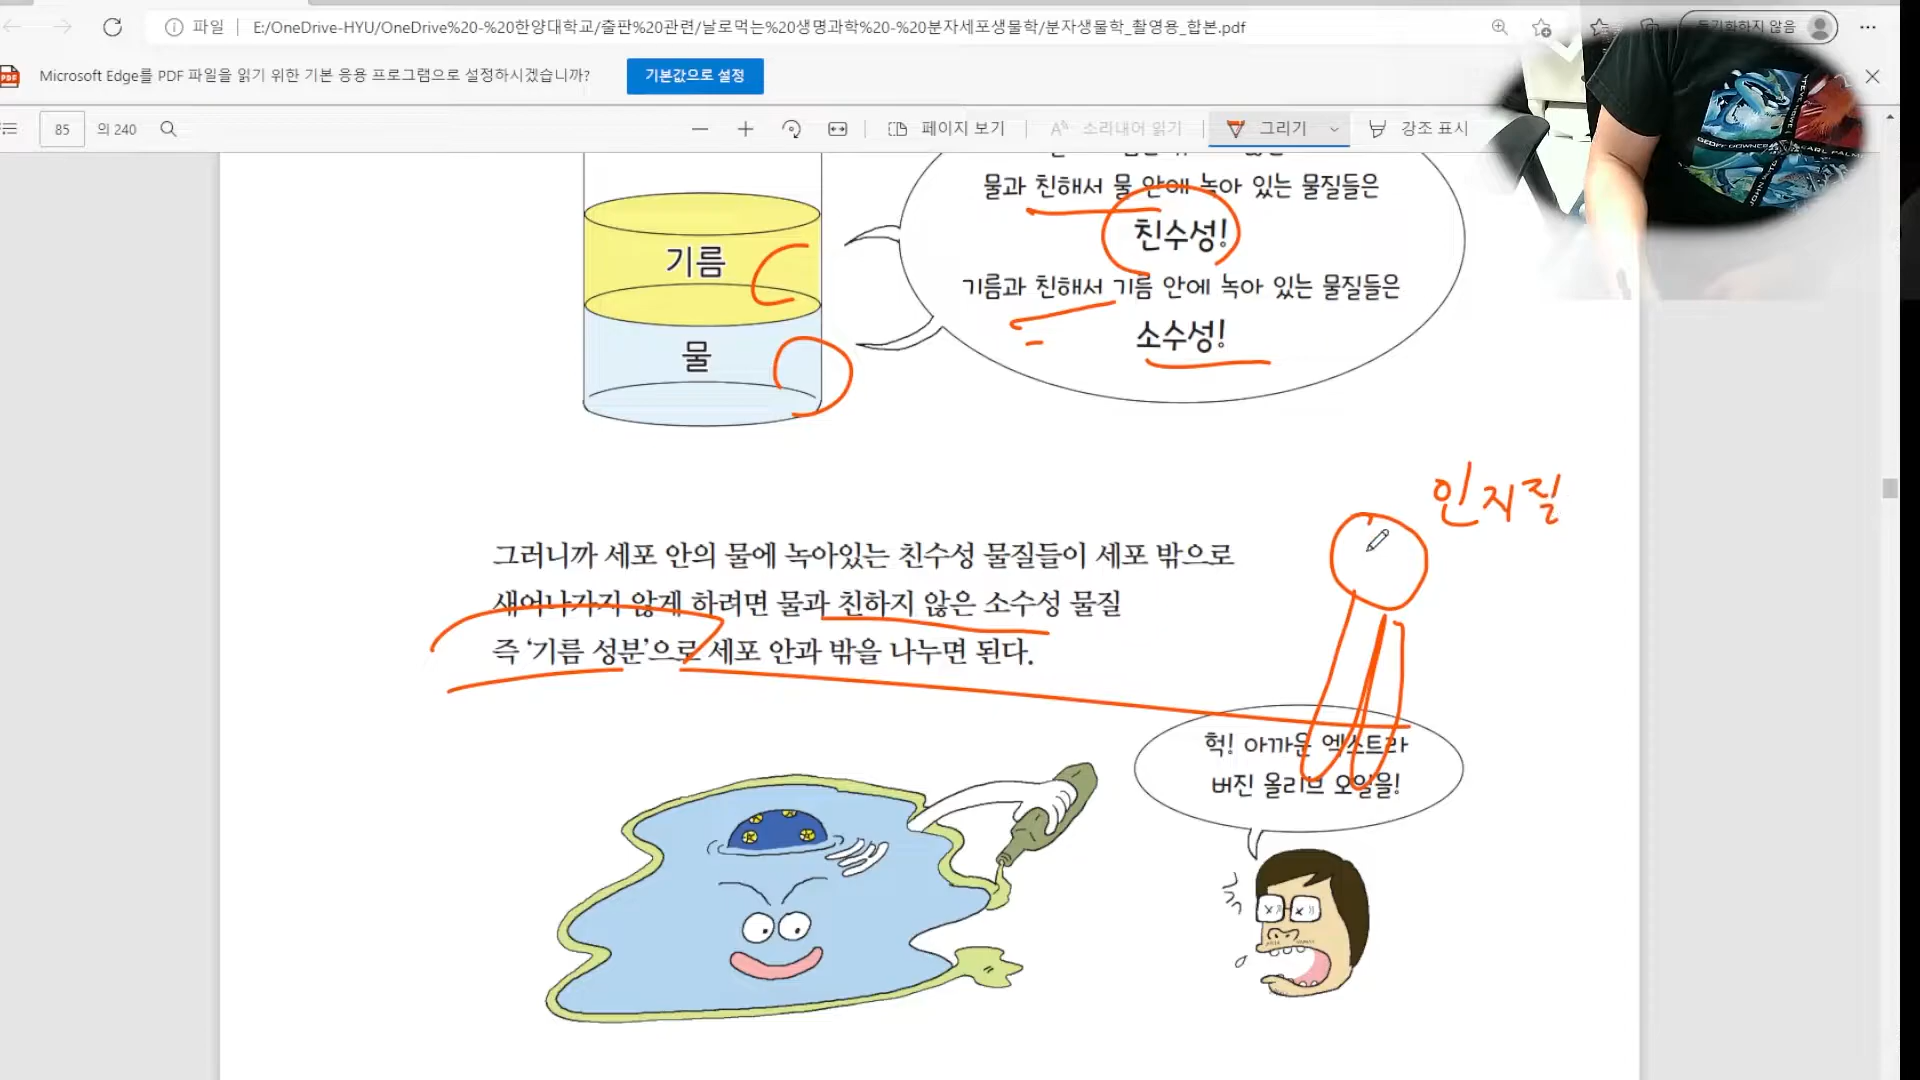 파일
E:/OneDrive-HYU/OneDrive%20-%20한양대학교/출판%20관련/날로먹는%20생명과학%20-%20분자세포생물학/분자생물학_촬영용_합본.pdf
동기화하지 않음
PDF
Microsoft Edge를 PDF 파일을 읽기 위한 기본 응용 프로그램으로 설정하시겠습니까?
기본값으로 설정
85
의 240
페이지 보기
소리내어 읽기
그리기
강조 표시
물과 친해서 물 안에 녹아 있는 물질들은
친수성!
기름
기름과 친해서 기름 안에 녹아 있는 물질들은
소수성!
물
인지질
그러니까 세포 안의 물에 녹아있는 친수성 물질들이 세포 밖으로
새어나가지 않게 하려면 물과 친하지 않은 소수성 물질
즉 ‘기름 성분’으로 세포 안과 밖을 나누면 된다.
헉! 아까운 엑스트라
버진 올리브 오일을!